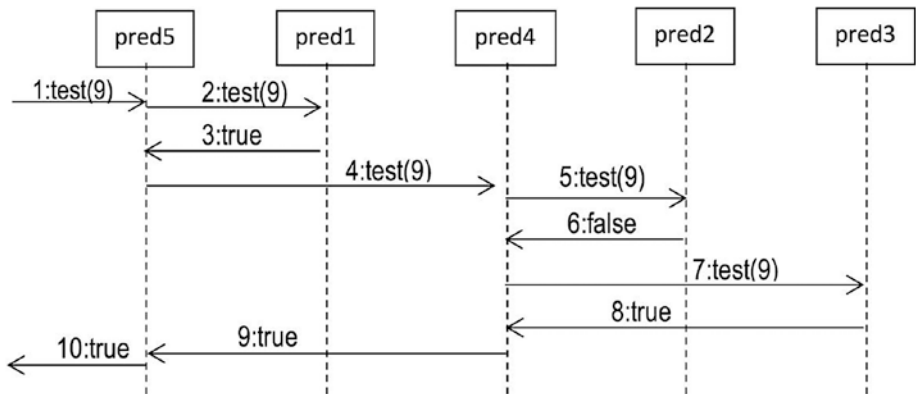 pred5
pred1
pred4
pred2
pred3
1:test(9)
2:test(9)
3:true
4:test(9)
5:test(9)
6:false
7:test(9)
8:true
9:true
10:true